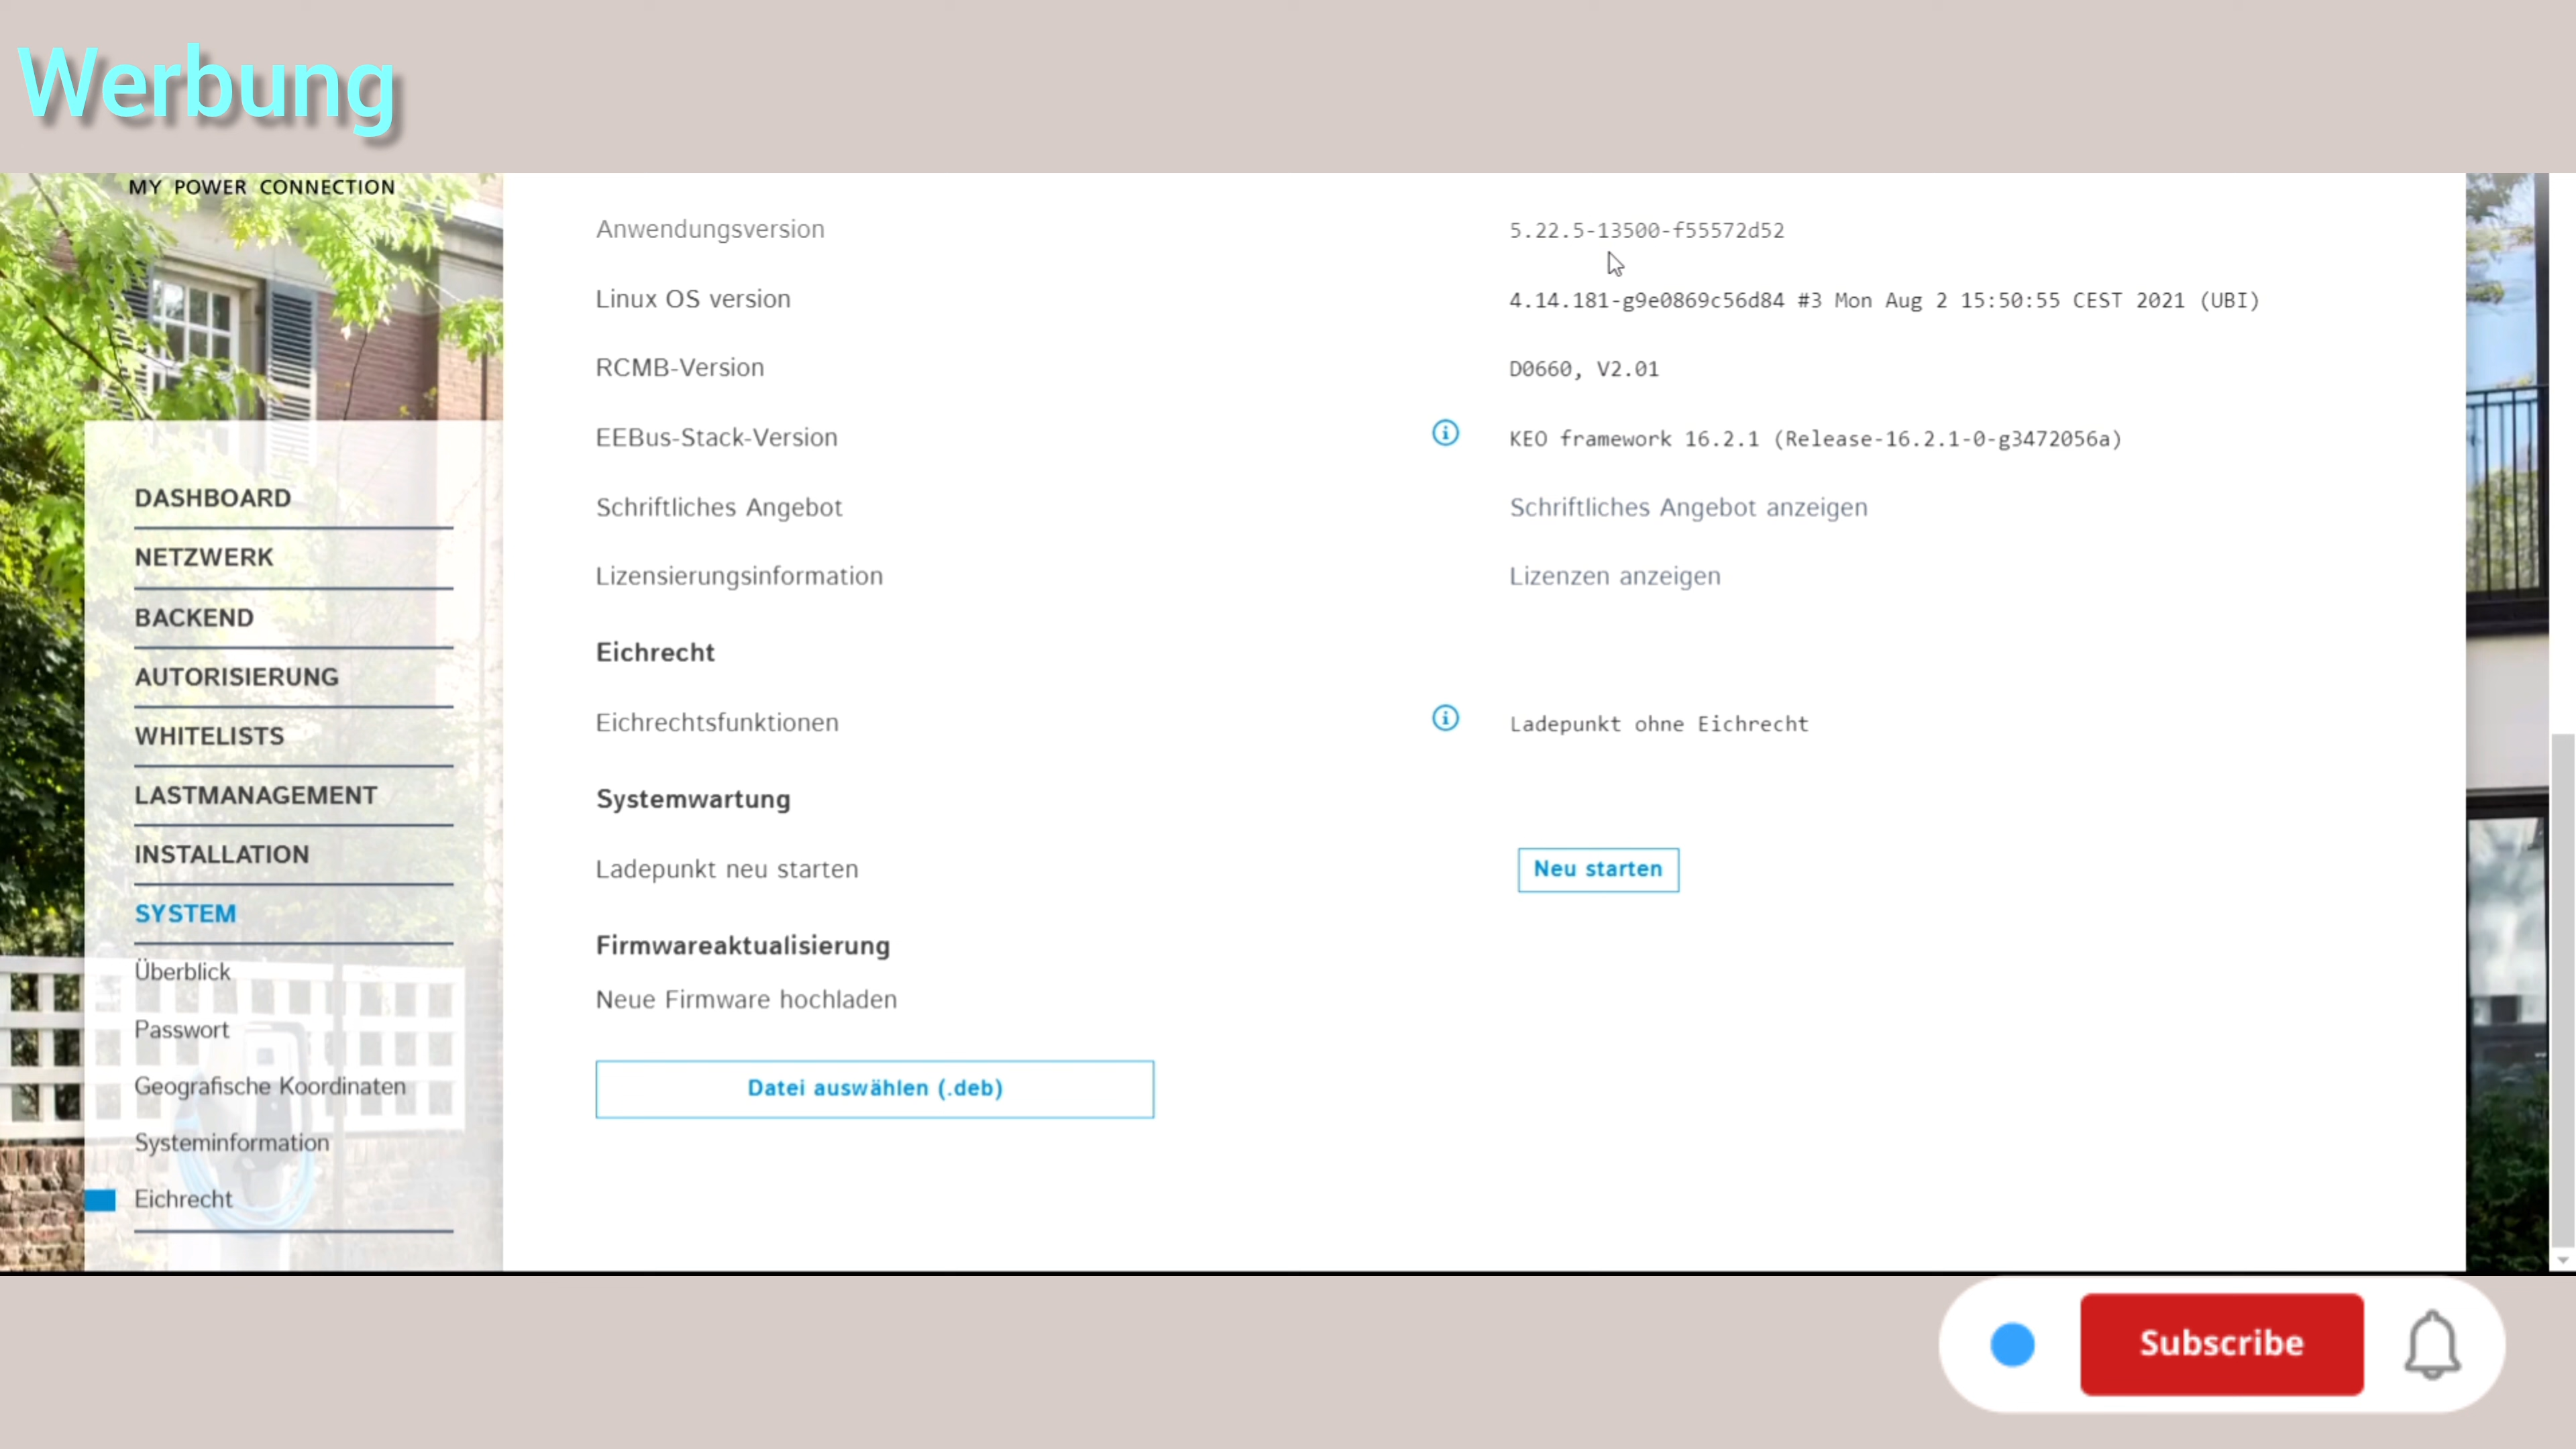 Werbung
MY POWER CONNECTION
DASHBOARD
NETZWERK
BACKEND
AUTORISIERUNG
WHITELISTS
LASTMANAGEMENT
INSTALLATION
SYSTEM
Überblick
Passwort
Geografische Koordinaten
Systeminformation
Eichrecht
Anwendungsversion 5.22.5-13500-f55572d52
Linux OS version 4.14.181-g9e0869c56d84 #3 Mon Aug 2 15:50:55 CEST 2021 (UBI)
RCMB-Version D0660, V2.01
EEBus-Stack-Version KEO framework 16.2.1 (Release-16.2.1-0-g3472056a)
Schriftliches Angebot Schriftliches Angebot anzeigen
Lizensierungsinformation Lizenzen anzeigen
Eichrecht
Eichrechtsfunktionen Ladepunkt ohne Eichrecht
Systemwartung
Ladepunkt neu starten Neu starten
Firmwareaktualisierung
Neue Firmware hochladen
Datei auswählen (.deb)
Subscribe